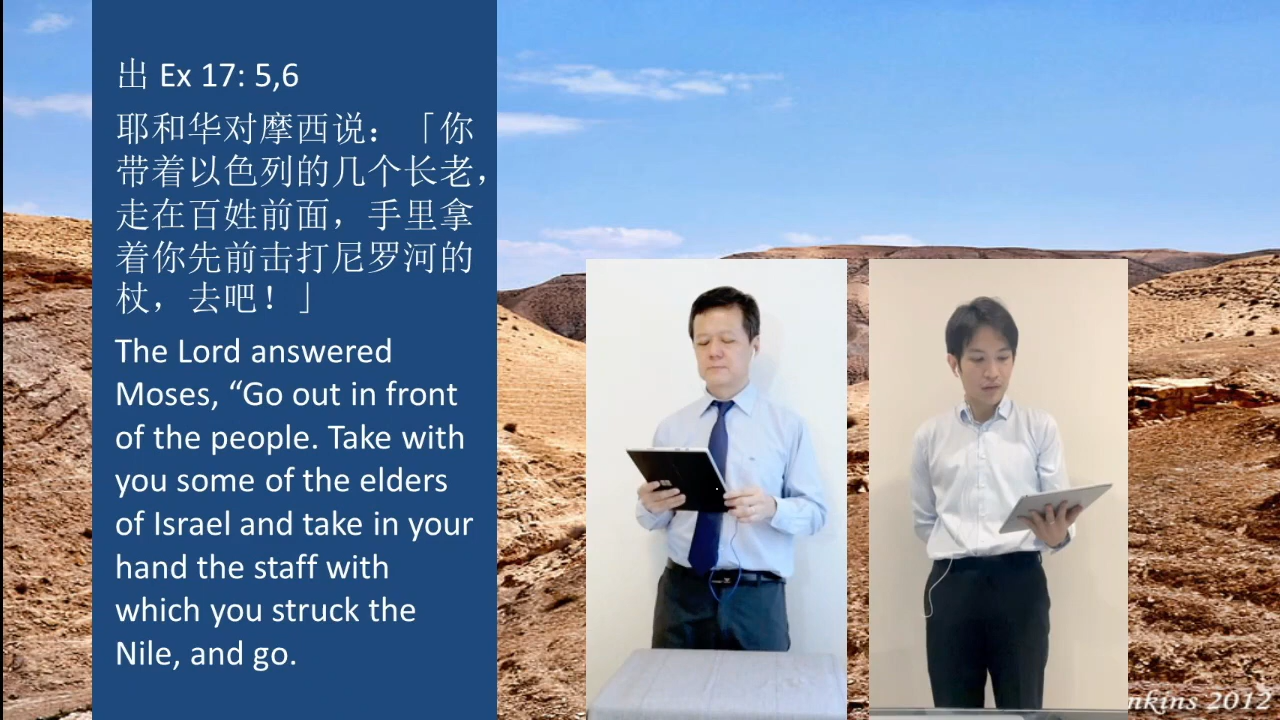 出 Ex 17: 5,6
耶和华对摩西说：「你
带着以色列的几个长老，
走在百姓前面，手里拿
着你先前击打尼罗河的
杖，去吧！」
The Lord answered
Moses, “Go out in front
of the people. Take with
you some of the elders
of Israel and take in your
hand the staff with
which you struck the
Nile, and go.
nkins 2012